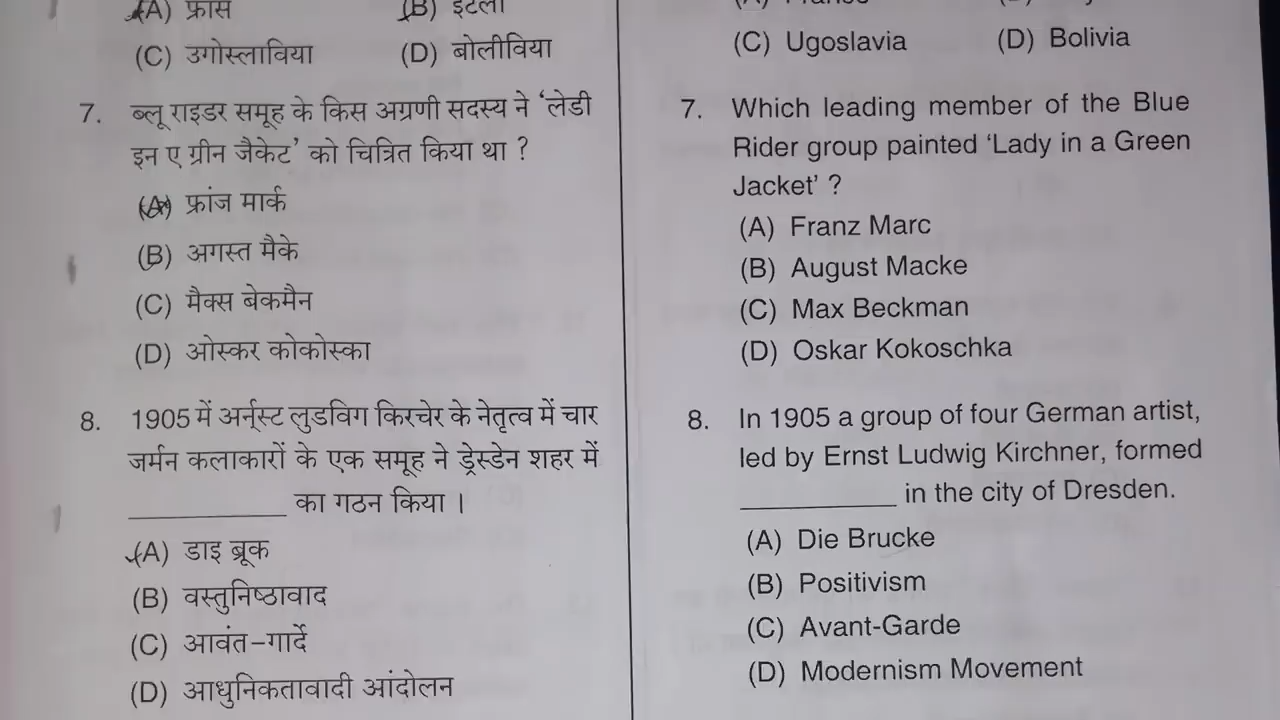 (A) फ्रांस (B) इटली
(C) उगोस्लाविया (D) बोलीविया
7. ब्लू राइडर समूह के किस अग्रणी सदस्य ने ‘लेडी
इन ए ग्रीन जैकेट’ को चित्रित किया था ?
(A) फ्रांज मार्क
(B) अगस्त मैके
(C) मैक्स बेकमैन
(D) ओस्कर कोकोस्का
8. 1905 में अर्न्स्ट लुडविग किरचेर के नेतृत्व में चार
जर्मन कलाकारों के एक समूह ने ड्रेस्डेन शहर में
____________ का गठन किया ।
(A) डाइ ब्रूक
(B) वस्तुनिष्ठावाद
(C) आवंत-गार्दे
(D) आधुनिकतावादी आंदोलन
(C) Ugoslavia (D) Bolivia
7. Which leading member of the Blue
Rider group painted ‘Lady in a Green
Jacket’ ?
(A) Franz Marc
(B) August Macke
(C) Max Beckman
(D) Oskar Kokoschka
8. In 1905 a group of four German artist,
led by Ernst Ludwig Kirchner, formed
____________ in the city of Dresden.
(A) Die Brucke
(B) Positivism
(C) Avant-Garde
(D) Modernism Movement